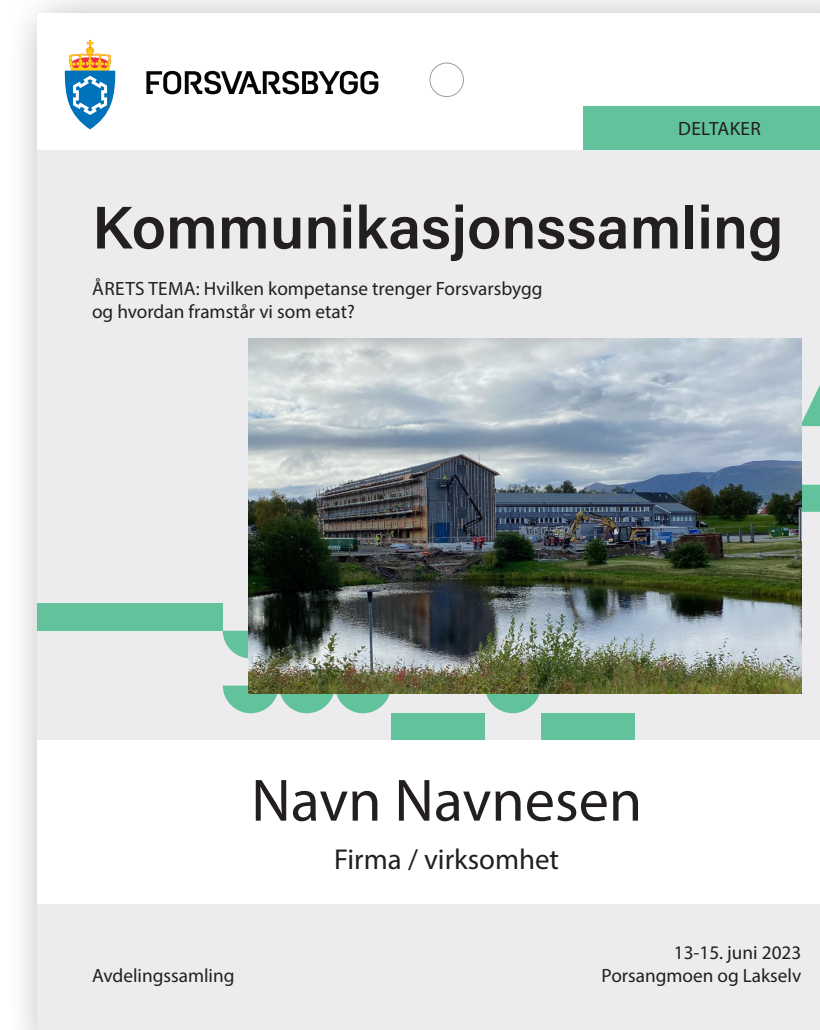 FORSVARSBYGG
DELTAKER
Kommunikasjonssamling
ÅRETS TEMA: Hvilken kompetanse trenger Forsvarsbygg
og hvordan framstår vi som etat?
Navn Navnesen
Firma / virksomhet
13-15. juni 2023
Avdelingssamling
Porsangmoen og Lakselv